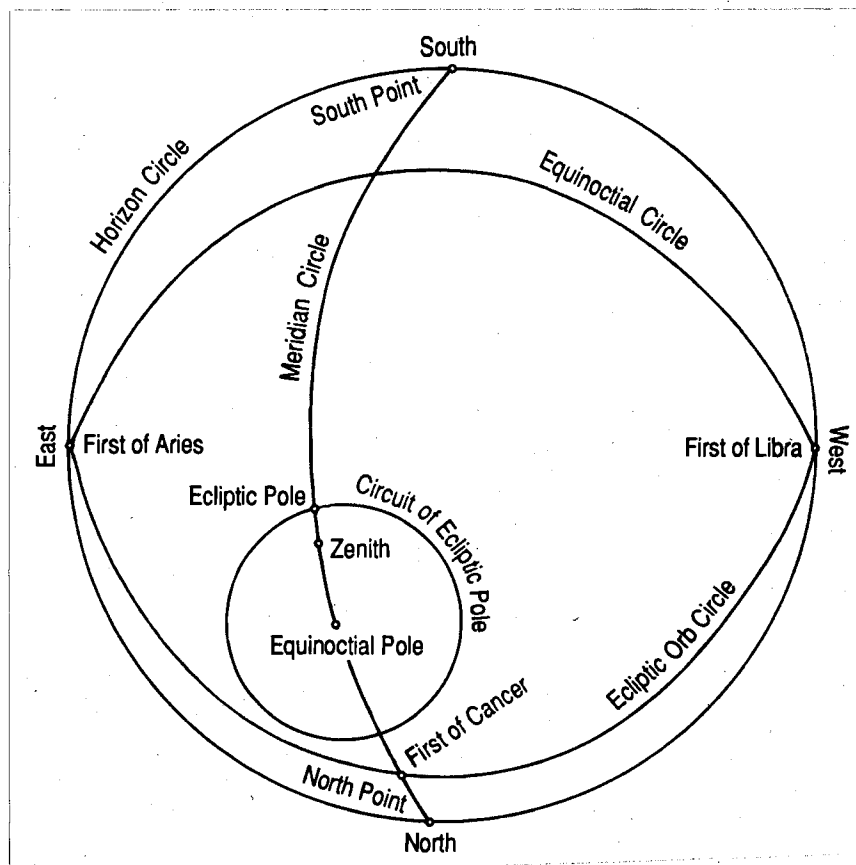 South
South Point
Horizon Circle
Equinoctial Circle
Meridian Circle
East
First of Aries
First of Libra
West
Ecliptic Pole
Circuit of Ecliptic Pole
Zenith
Equinoctial Pole
Ecliptic Orb Circle
First of Cancer
North Point
North